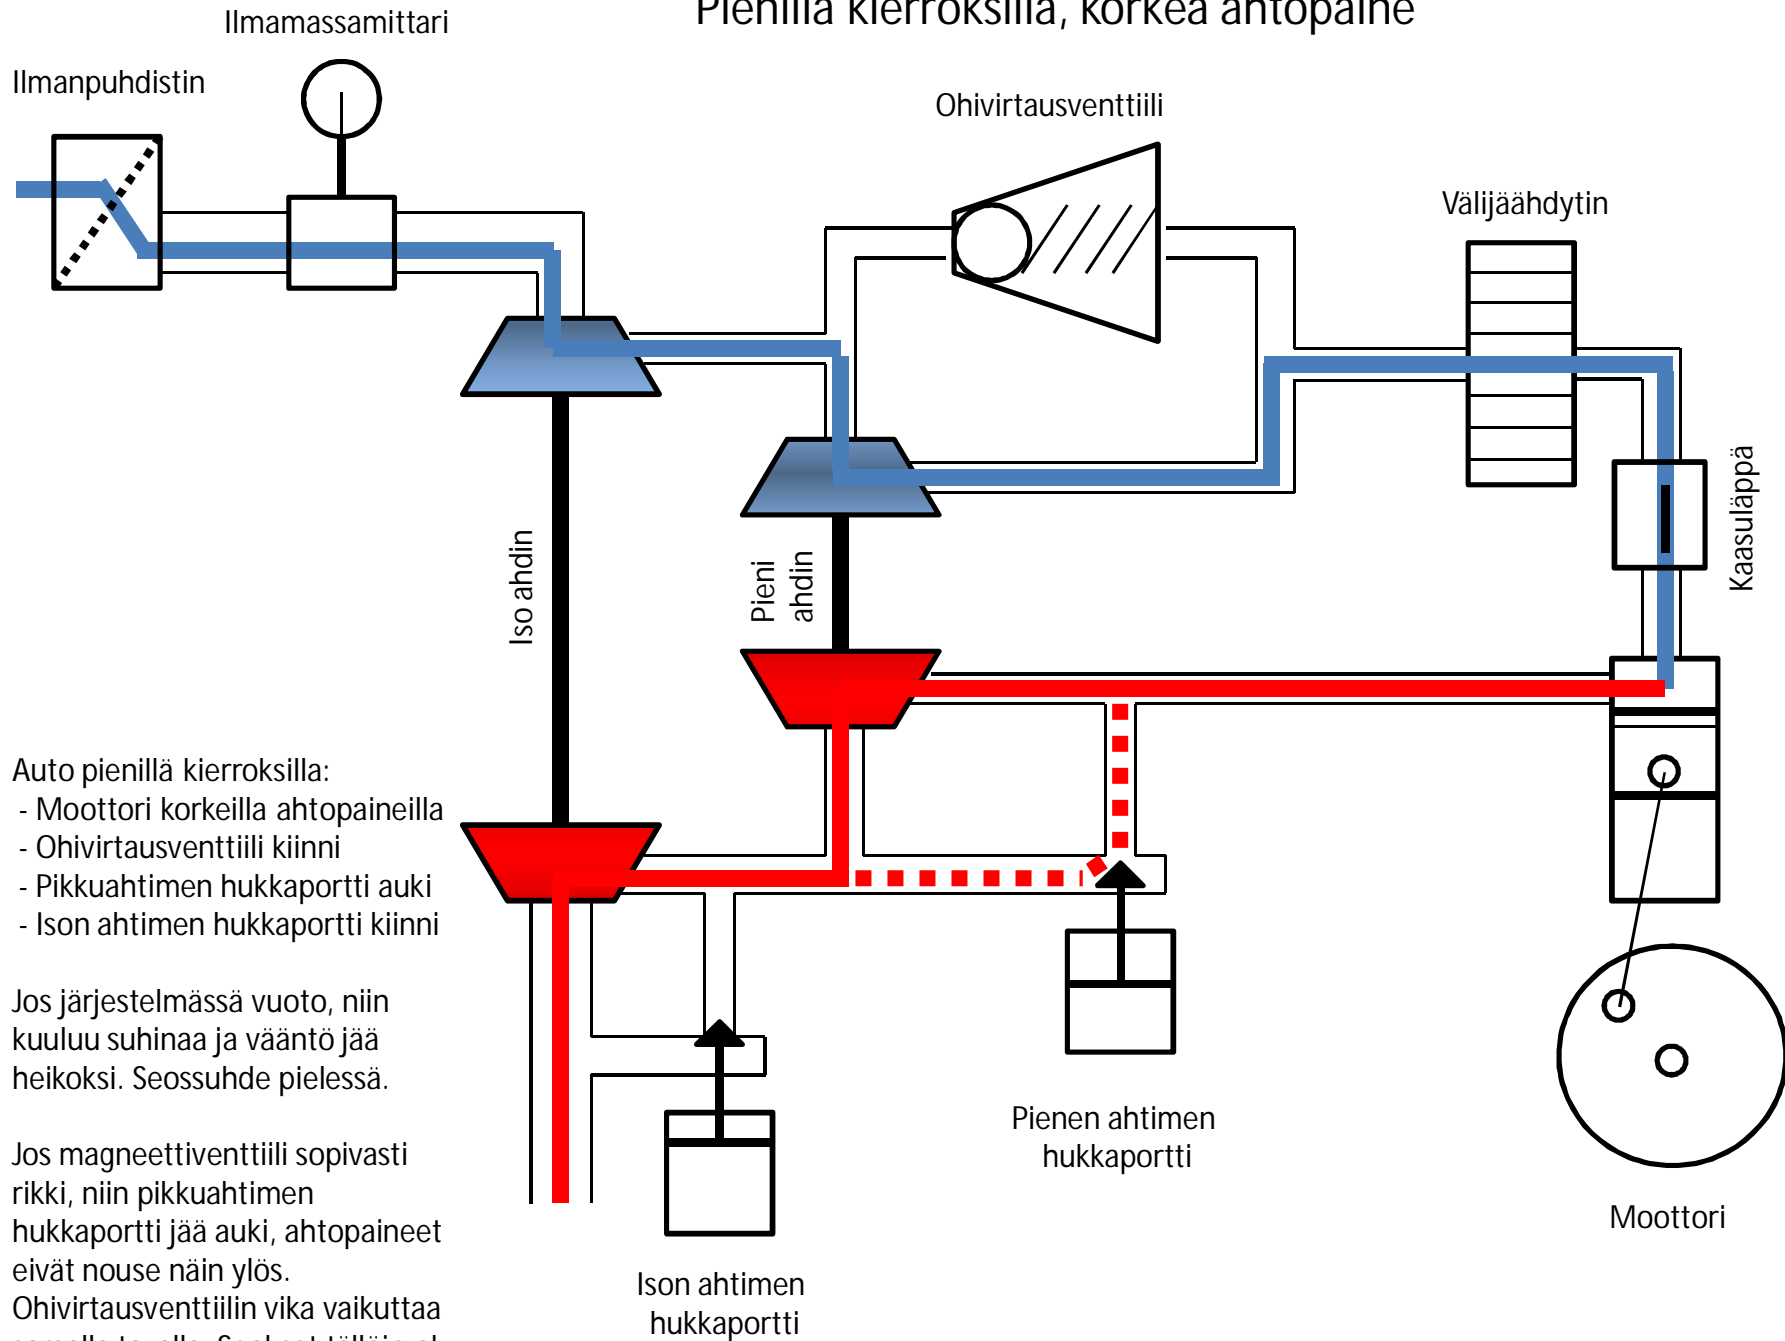 Pienillä kierroksilla, korkea ahtopaine
Ilmamassamittari
Ilmanpuhdistin
Ohivirtausventtiili
Välijäähdytin
Kaasuläppä
Iso ahdin
Pieni
ahdin
Auto pienillä kierroksilla:
- Moottori korkeilla ahtopaineilla
- Ohivirtausventtiili kiinni
- Pikkuahtimen hukkaportti auki
- Ison ahtimen hukkaportti kiinni
Jos järjestelmässä vuoto, niin
kuuluu suhinaa ja vääntö jää
heikoksi. Seossuhde pielessä.
Jos magneettiventtiili sopivasti
rikki, niin pikkuahtimen
hukkaportti jää auki, ahtopaineet
eivät nouse näin ylös.
Ohivirtausventtiilin vika vaikuttaa
Pienen ahtimen
hukkaportti
Ison ahtimen
hukkaportti
Moottori